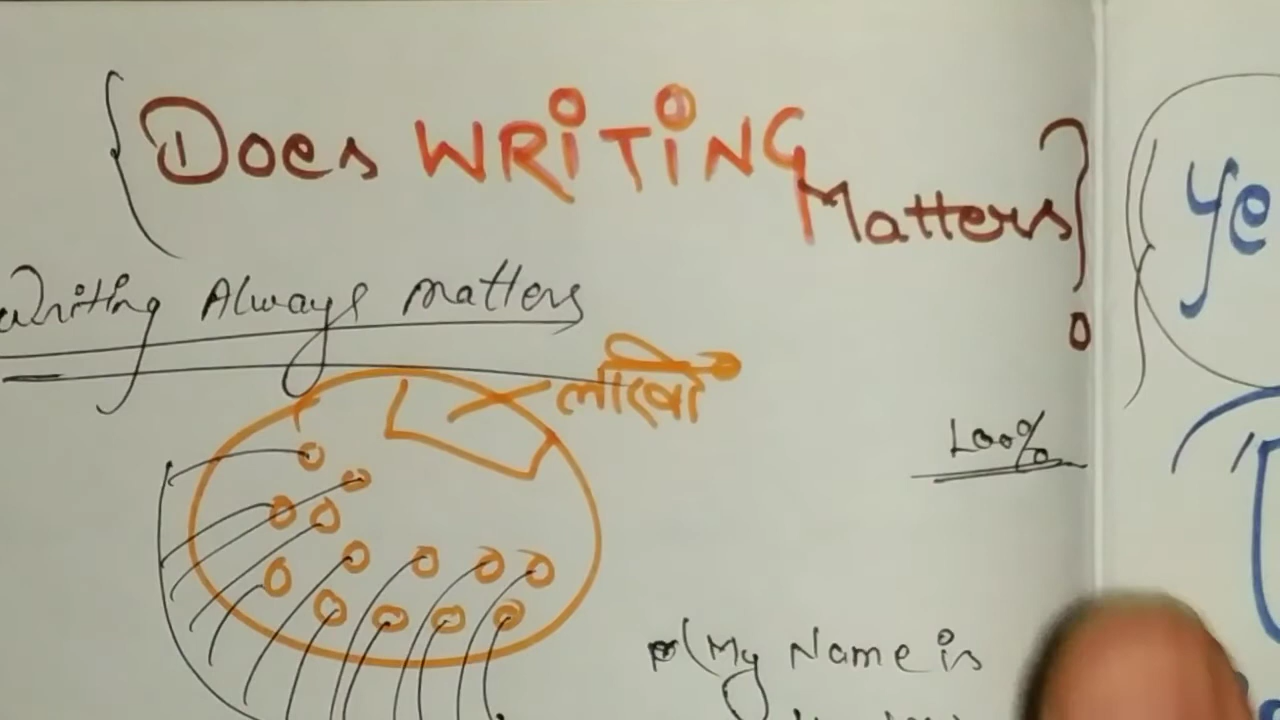 Does WRiTiNG Matters?
Writing Always matters
100%
My Name is
Ye